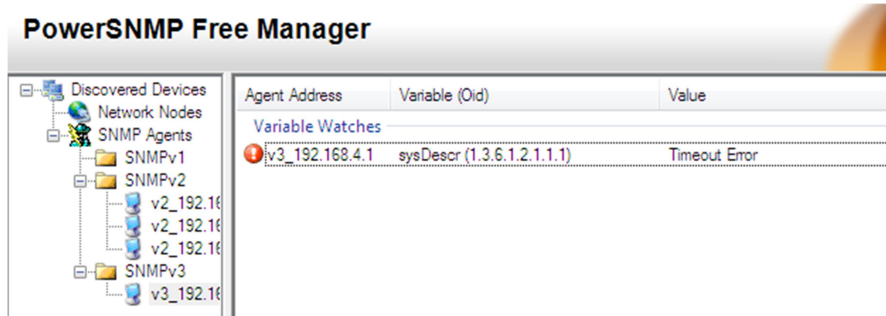 PowerSNMP Free Manager
Discovered Devices
Network Nodes
SNMP Agents
SNMPv1
SNMPv2
v2_192.16
v2_192.16
v2_192.16
SNMPv3
v3_192.16
Agent Address Variable (Oid) Value
Variable Watches
v3_192.168.4.1 sysDescr (1.3.6.1.2.1.1.1) Timeout Error